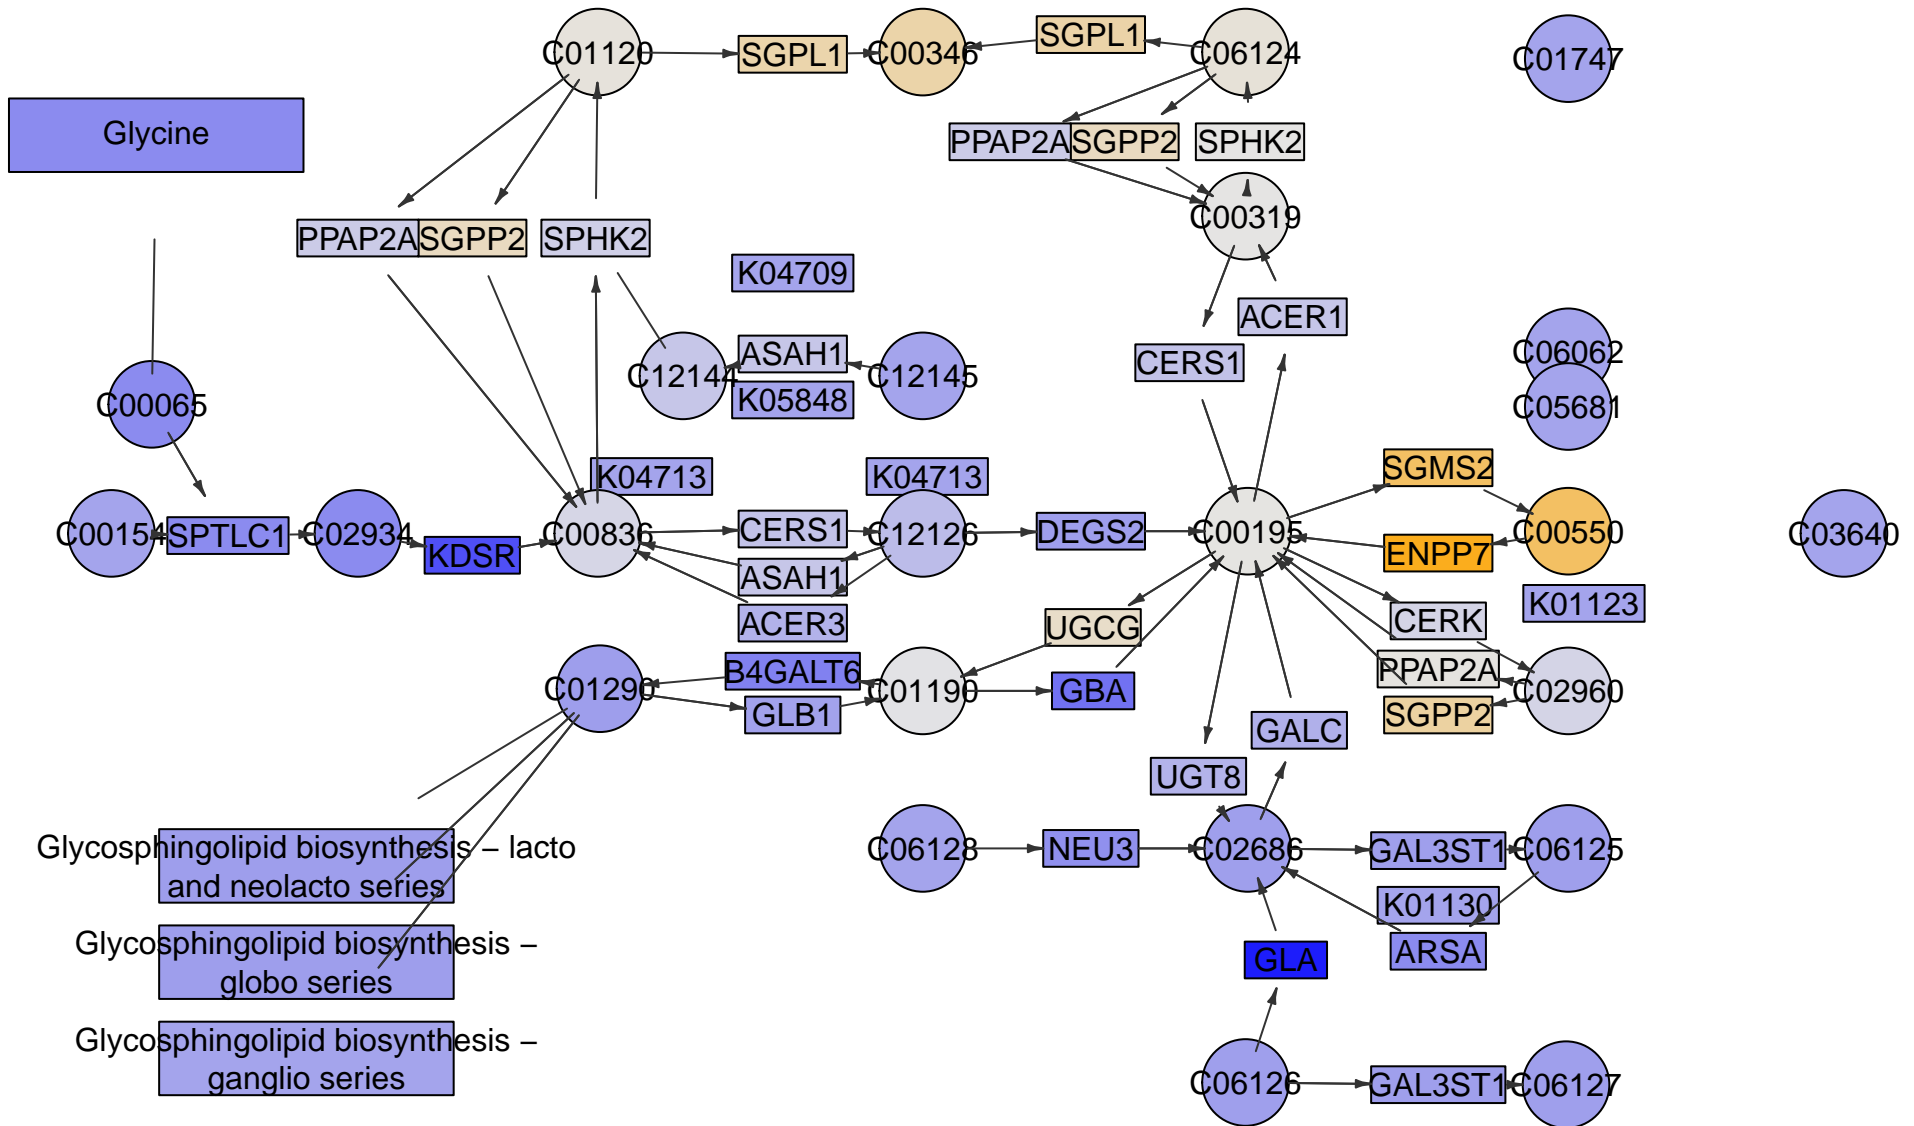 C01120
SGPL1
C00346
SGPL1
C06124
C01747
Glycine
PPAP2A
SGPP2
SPHK2
C00319
PPAP2A
SGPP2
SPHK2
K04709
ACER1
C06062
CERS1
ASAH1
C12144
C12145
K05848
C00065
C05681
SGMS2
K04713
K04713
C00154
SPTLC1
C02934
KDSR
C00836
CERS1
C12126
DEGS2
C00195
C00550
C03640
ENPP7
ASAH1
K01123
ACER3
UGCG
CERK
B4GALT6
PPAP2A
C01290
C01190
GBA
C02960
GLB1
SGPP2
GALC
UGT8
Glycosphingolipid biosynthesis – lacto
and neolacto series
C06128
NEU3
C02686
GAL3ST1
C06125
K01130
Glycosphingolipid biosynthesis –
globo series
GLA
ARSA
Glycosphingolipid biosynthesis –
ganglio series
C06126
GAL3ST1
C06127